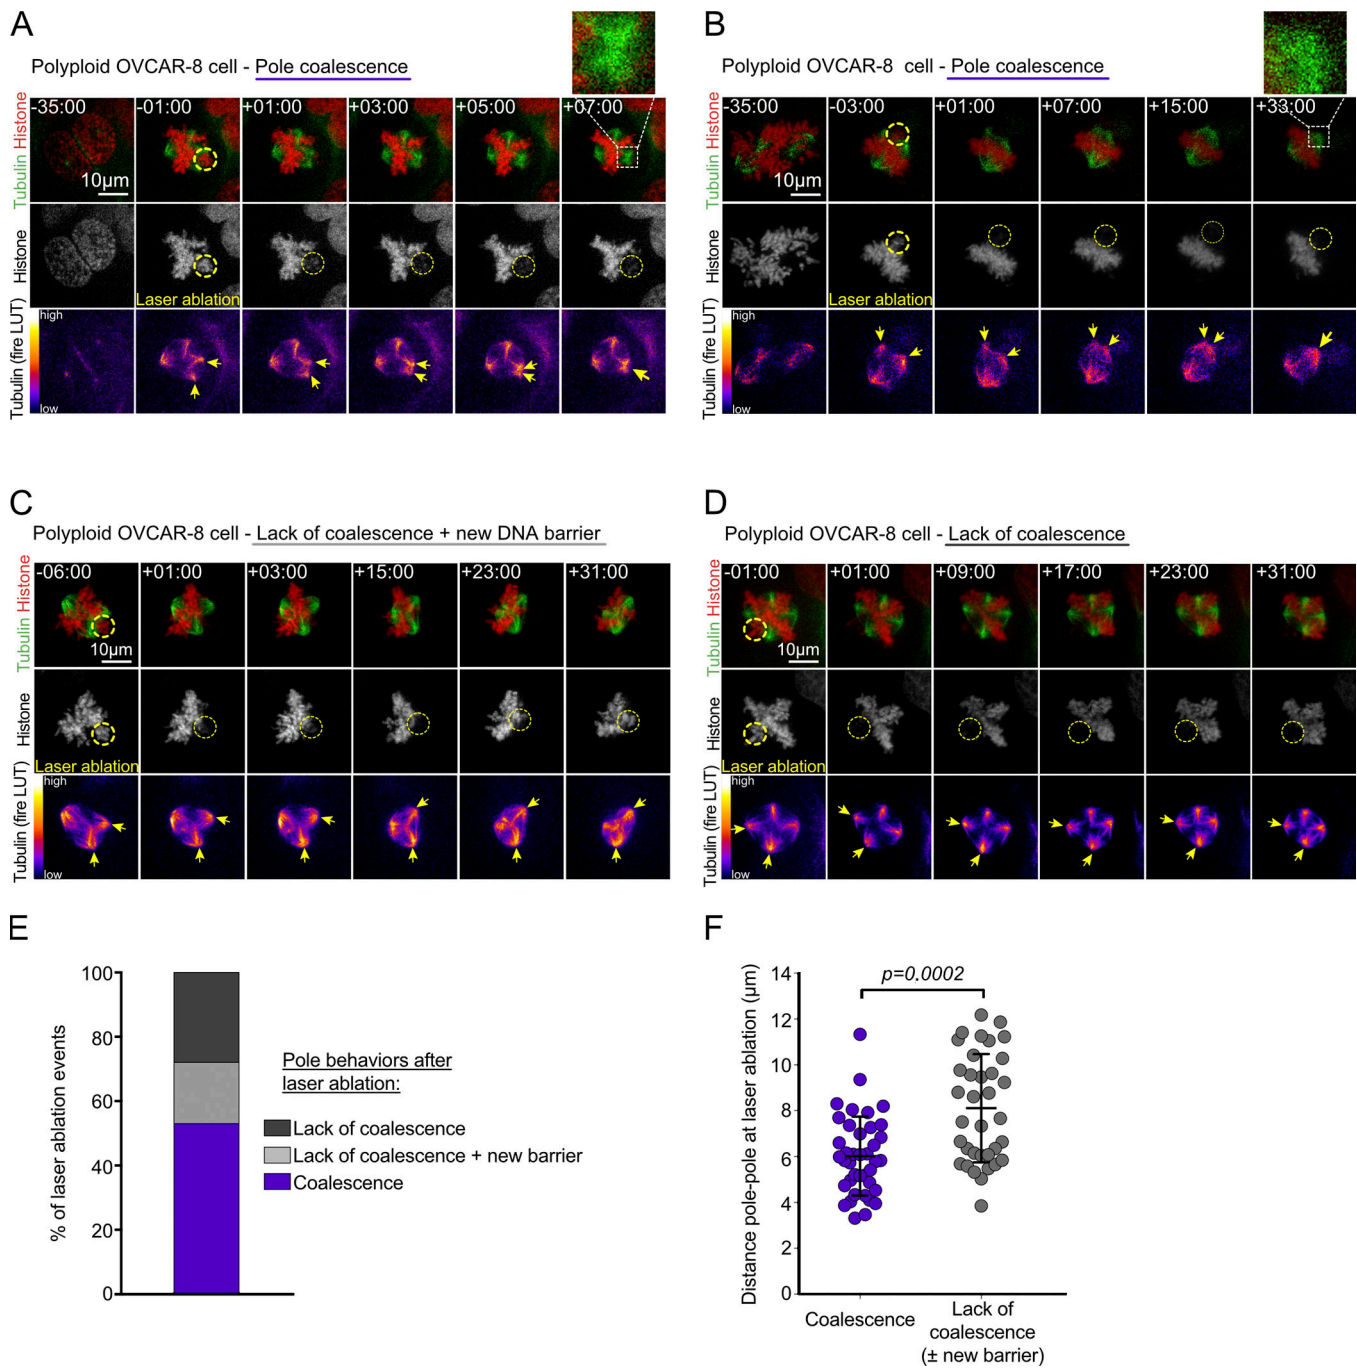 A
Polyploid OVCAR-8 cell - Pole coalescence
Tubulin Histone
-35:00 -01:00 +01:00 +03:00 +05:00 +07:00
10µm
Histone
Laser ablation
Tubulin (fire LUT)
high
low
B
Polyploid OVCAR-8 cell - Pole coalescence
Tubulin Histone
-35:00 -03:00 +01:00 +07:00 +15:00 +33:00
10µm
Histone
Laser ablation
Tubulin (fire LUT)
high
low
C
Polyploid OVCAR-8 cell - Lack of coalescence + new DNA barrier
Tubulin Histone
-06:00 +01:00 +03:00 +15:00 +23:00 +31:00
10µm
Histone
Laser ablation
Tubulin (fire LUT)
high
low
D
Polyploid OVCAR-8 cell - Lack of coalescence
Tubulin Histone
-01:00 +01:00 +09:00 +17:00 +23:00 +31:00
10µm
Histone
Laser ablation
Tubulin (fire LUT)
high
low
E
% of laser ablation events
100
80
60
40
20
0
Pole behaviors after
laser ablation:
Lack of coalescence
Lack of coalescence + new barrier
Coalescence
F
Distance pole-pole at laser ablation (µm)
p=0.0002
14
12
10
8
6
4
2
0
Coalescence
Lack of
coalescence
(± new barrier)